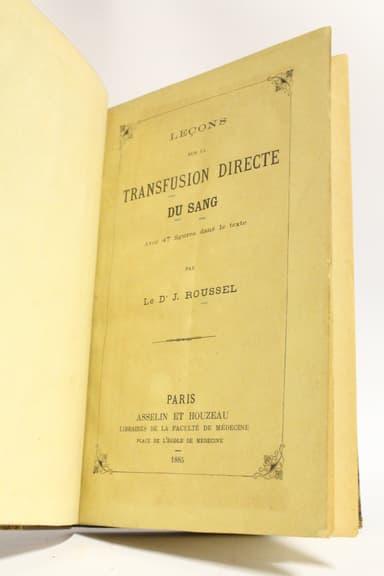 LEÇONS
SUR LA
TRANSFUSION DIRECTE
DU SANG
Avec 47 figures dans le texte
PAR
Le Dr J. ROUSSEL
PARIS
ASSELIN ET HOUZEAU
LIBRAIRES DE LA FACULTÉ DE MÉDECINE
PLACE DE L'ÉCOLE DE MÉDECINE
1885